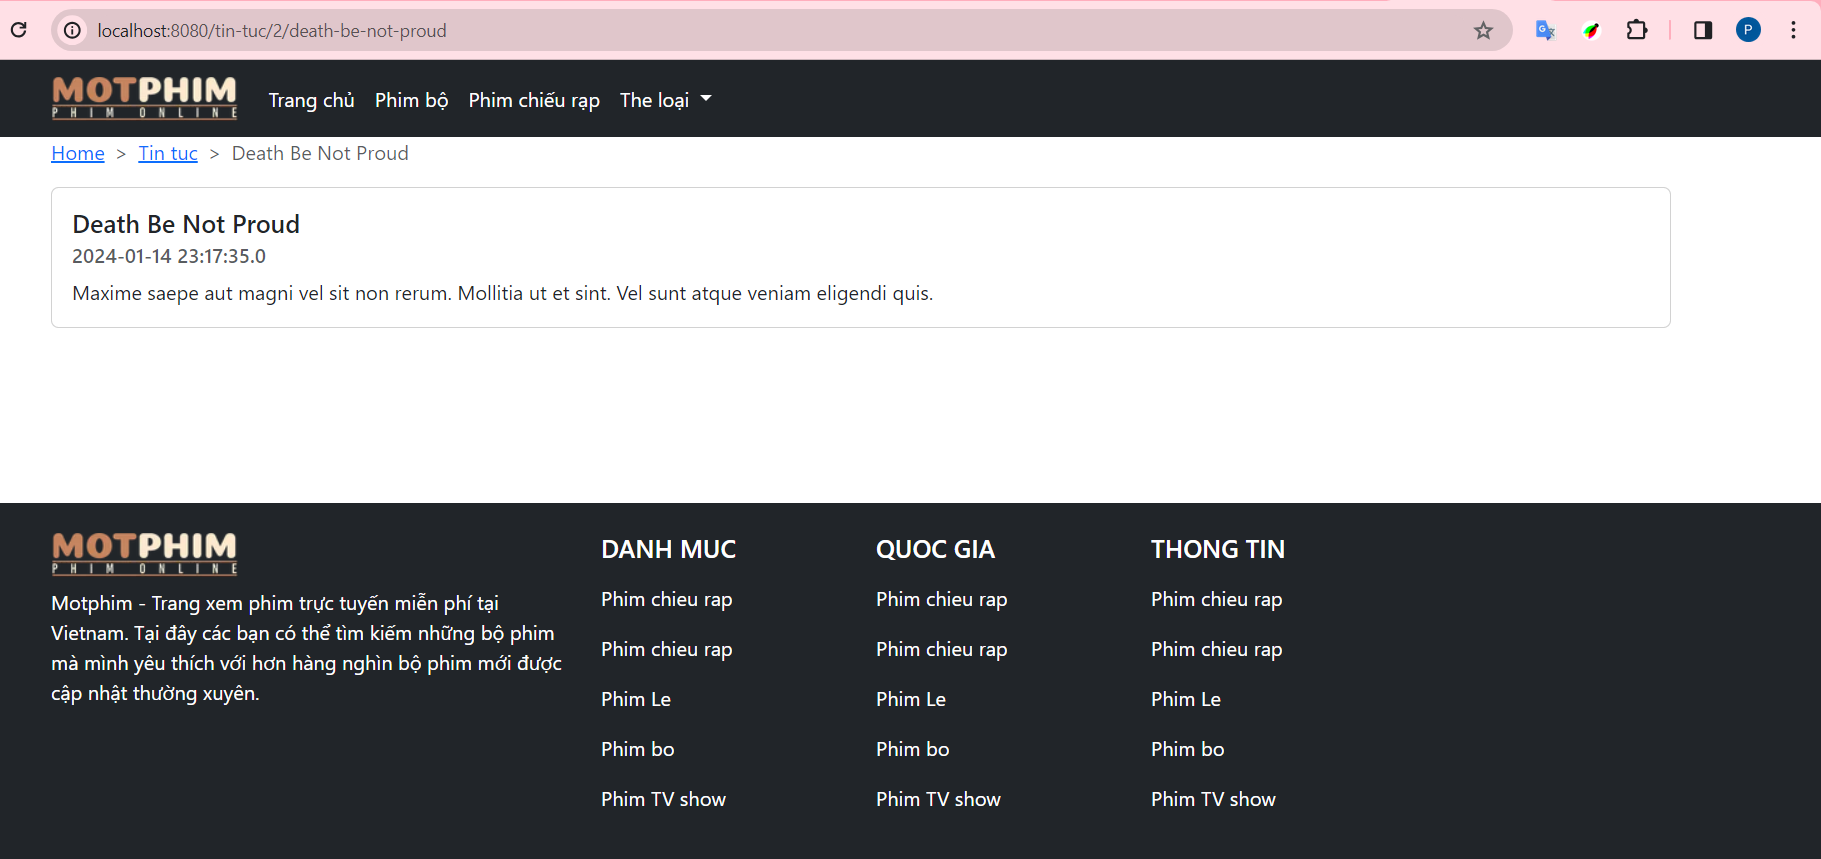 localhost:8080/tin-tuc/2/death-be-not-proud
P
MOTPHIM
PHIM ONLINE
Trang chủ Phim bộ Phim chiếu rạp The loại
Home > Tin tuc > Death Be Not Proud
Death Be Not Proud
2024-01-14 23:17:35.0
Maxime saepe aut magni vel sit non rerum. Mollitia ut et sint. Vel sunt atque veniam eligendi quis.
MOTPHIM
PHIM ONLINE
Motphim - Trang xem phim trực tuyến miễn phí tại
Vietnam. Tại đây các bạn có thể tìm kiếm những bộ phim
mà mình yêu thích với hơn hàng nghìn bộ phim mới được
cập nhật thường xuyên.
DANH MUC
Phim chieu rap
Phim chieu rap
Phim Le
Phim bo
Phim TV show
QUOC GIA
Phim chieu rap
Phim chieu rap
Phim Le
Phim bo
Phim TV show
THONG TIN
Phim chieu rap
Phim chieu rap
Phim Le
Phim bo
Phim TV show